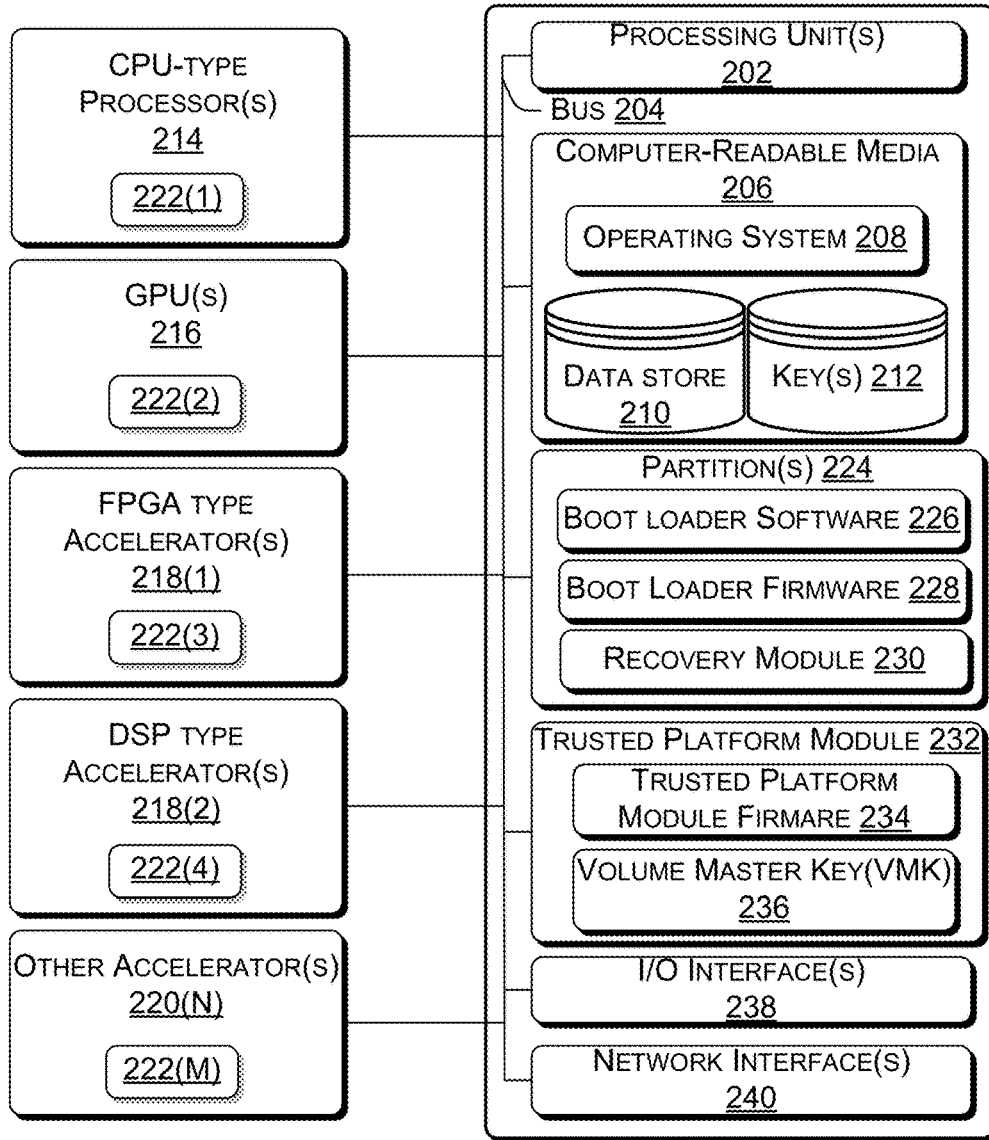 CPU-TYPE
PROCESSOR(S)
214
222(1)
GPU(S)
216
222(2)
FPGA TYPE
ACCELERATOR(S)
218(1)
222(3)
DSP TYPE
ACCELERATOR(S)
218(2)
222(4)
OTHER ACCELERATOR(S)
220(N)
222(M)
PROCESSING UNIT(S)
202
BUS 204
COMPUTER-READABLE MEDIA
206
OPERATING SYSTEM 208
DATA STORE
210
KEY(S) 212
PARTITION(S) 224
BOOT LOADER SOFTWARE 226
BOOT LOADER FIRMWARE 228
RECOVERY MODULE 230
TRUSTED PLATFORM MODULE 232
TRUSTED PLATFORM
MODULE FIRMARE 234
VOLUME MASTER KEY(VMK)
236
I/O INTERFACE(S)
238
NETWORK INTERFACE(S)
240